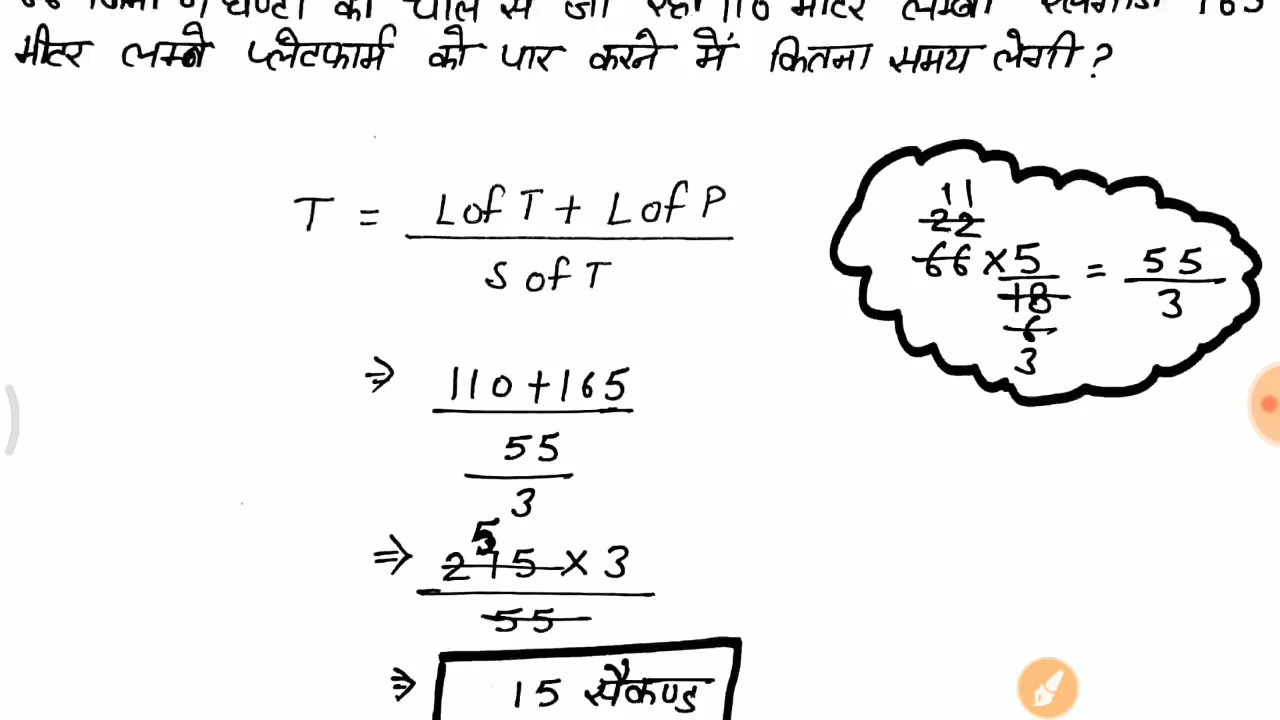 की चाल से जा रही 110 मीटर लम्बी रेलगाडी 165
मीटर लम्बे प्लेटफार्म को पार करने में कितना समय लेगी?
T = L of T + L of P
S of T
11
22
66 × 5 = 55
18 3
6
3
⇒ 110 + 165
55
3
5
⇒ 275 × 3
55
⇒ 15 सैकण्ड